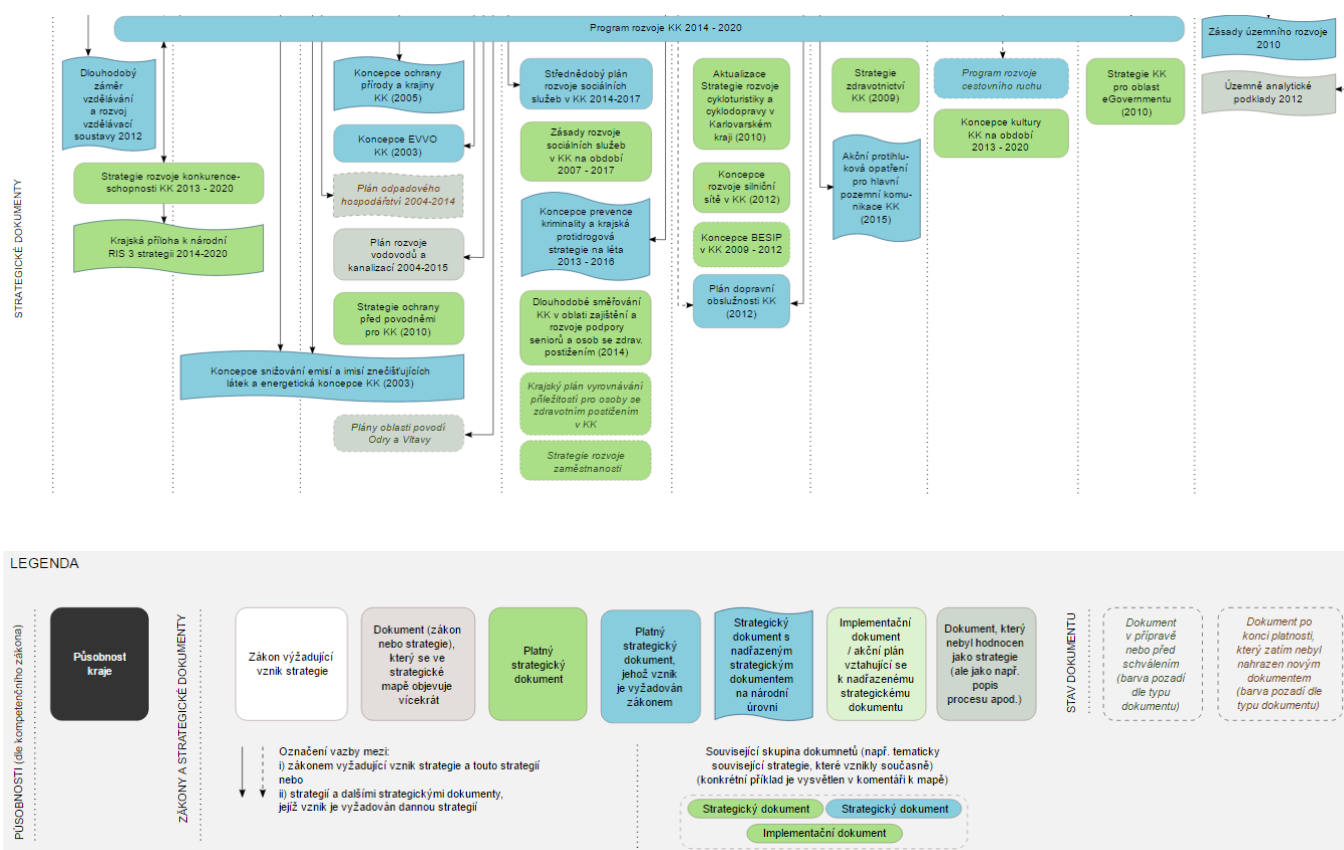 Program rozvoje KK 2014 - 2020
STRATEGICKÉ DOKUMENTY
Dlouhodobý
záměr
vzdělávání
a rozvoj
vzdělávací
soustavy 2012
Strategie rozvoje konkurence-
schopnosti KK 2013 - 2020
Krajská příloha k národní
RIS 3 strategii 2014-2020
Koncepce ochrany
přírody a krajiny
KK (2005)
Koncepce EVVO
KK (2003)
Plán odpadového
hospodářství 2004-2014
Plán rozvoje
vodovodů a
kanalizací 2004-2015
Strategie ochrany
před povodněmi
pro KK (2010)
Koncepce snižování emisí a imisí znečišťujících
látek a energetická koncepce KK (2003)
Plány oblasti povodí
Odry a Vltavy
Střednědobý plán
rozvoje sociálních
služeb v KK 2014-2017
Zásady rozvoje
sociálních služeb
v KK na období
2007 - 2017
Koncepce prevence
kriminality a krajská
protidrogová
strategie na léta
2013 - 2016
Dlouhodobé směřování
KK v oblati zajištění a
rozvoje podpory
seniorů a osob se zdrav.
postižením (2014)
Krajský plán vyrovnávání
příležitostí pro osoby se
zdravotním postižením
v KK
Strategie rozvoje
zaměstnanosti
Aktualizace
Strategie rozvoje
cykloturistiky a
cyklodopravy v
Karlovarském
kraji (2010)
Koncepce
rozvoje silniční
sítě v KK (2012)
Koncepce BESIP
v KK 2009 - 2012
Plán dopravní
obslužnosti KK
(2012)
Strategie
zdravotnictví
KK (2009)
Akční protihlu-
ková opatření
pro hlavní
pozemní komu-
nikace KK
(2015)
Program rozvoje
cestovního ruchu
Koncepce kultury
KK na období
2013 - 2020
Strategie KK
pro oblast
eGovernmentu
(2010)
Zásady územního rozvoje
2010
Územně analytické
podklady 2012
LEGENDA
PŮSOBNOSTI (dle kompetenčního zákona)
Působnost
kraje
ZÁKONY A STRATEGICKÉ DOKUMENTY
Zákon výžadující
vznik strategie
Dokument (zákon
nebo strategie),
který se ve
strategické
mapě objevuje
vícekrát
Platný
strategický
dokument
Platný
strategický
dokument,
jehož vznik
je vyžadován
zákonem
Strategický
dokument s
nadřazeným
strategickým
dokumentem
na národní
úrovni
Implementační
dokument
/ akční plán
vztahující se
k nadřazenému
strategickému
dokumentu
Dokument, který
nebyl hodnocen
jako strategie
(ale jako např.
popis
procesu apod.)
STAV DOKUMENTU
Dokument
v přípravě
nebo před
schválením
(barva pozadí
dle typu
dokumentu)
Dokument po
konci platnosti,
který zatím nebyl
nahrazen novým
dokumentem
(barva pozadí dle
typu dokumentu)
Označení vazby mezi:
i) zákonem vyžadující vznik strategie a touto strategií
nebo
ii) strategií a dalšími strategickými dokumenty,
jejíž vznik je vyžadován dannou strategií
Související skupina dokumnetů (např. tematicky
související strategie, které vznikly současně)
(konkrétní příklad je vysvětlen v komentáři k mapě)
Strategický dokument
Strategický dokument
Implementační dokument